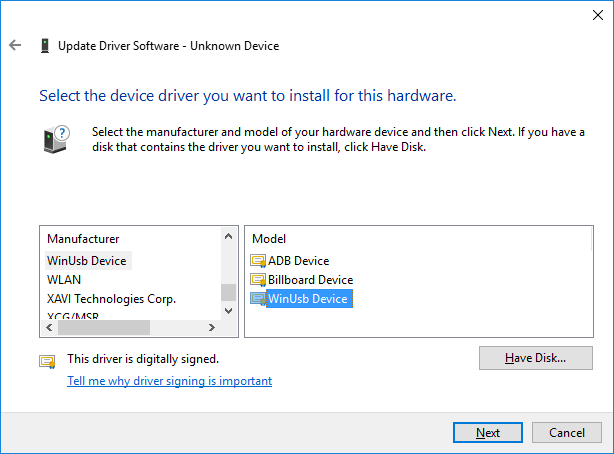 Update Driver Software - Unknown Device
Select the device driver you want to install for this hardware.
Select the manufacturer and model of your hardware device and then click Next. If you have a
disk that contains the driver you want to install, click Have Disk.
Manufacturer
WinUsb Device
WLAN
XAVI Technologies Corp.
XCG/MSR
Model
ADB Device
Billboard Device
WinUsb Device
This driver is digitally signed.
Tell me why driver signing is important
Have Disk...
Next
Cancel